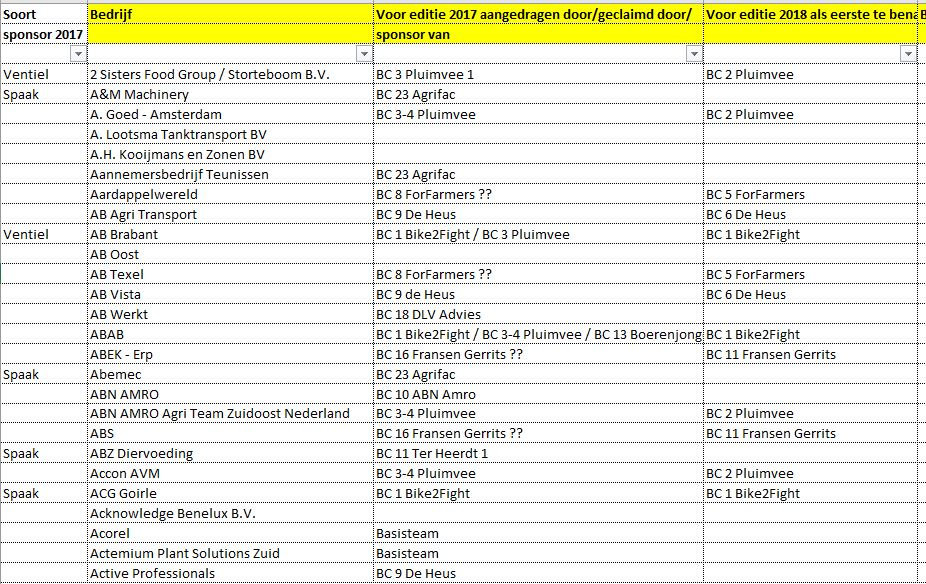 Soort Bedrijf Voor editie 2017 aangedragen door/geclaimd door/ Voor editie 2018 als eerste te bena B
sponsor 2017 sponsor van
Ventiel 2 Sisters Food Group / Storteboom B.V. BC 3 Pluimvee 1 BC 2 Pluimvee
Spaak A&M Machinery BC 23 Agrifac
A. Goed - Amsterdam BC 3-4 Pluimvee BC 2 Pluimvee
A. Lootsma Tanktransport BV
A.H. Kooijmans en Zonen BV
Aannemersbedrijf Teunissen BC 23 Agrifac
Aardappelwereld BC 8 ForFarmers ?? BC 5 ForFarmers
AB Agri Transport BC 9 De Heus BC 6 De Heus
Ventiel AB Brabant BC 1 Bike2Fight / BC 3 Pluimvee BC 1 Bike2Fight
AB Oost
AB Texel BC 8 ForFarmers ?? BC 5 ForFarmers
AB Vista BC 9 de Heus BC 6 De Heus
AB Werkt BC 18 DLV Advies
ABAB BC 1 Bike2Fight / BC 3-4 Pluimvee / BC 13 Boerenjong BC 1 Bike2Fight
ABEK - Erp BC 16 Fransen Gerrits ?? BC 11 Fransen Gerrits
Spaak Abemec BC 23 Agrifac
ABN AMRO BC 10 ABN Amro
ABN AMRO Agri Team Zuidoost Nederland BC 3-4 Pluimvee BC 2 Pluimvee
ABS BC 16 Fransen Gerrits ?? BC 11 Fransen Gerrits
Spaak ABZ Diervoeding BC 11 Ter Heerdt 1
Accon AVM BC 3-4 Pluimvee BC 2 Pluimvee
Spaak ACG Goirle BC 1 Bike2Fight BC 1 Bike2Fight
Acknowledge Benelux B.V.
Acorel Basisteam
Actemium Plant Solutions Zuid Basisteam
Active Professionals BC 9 De Heus